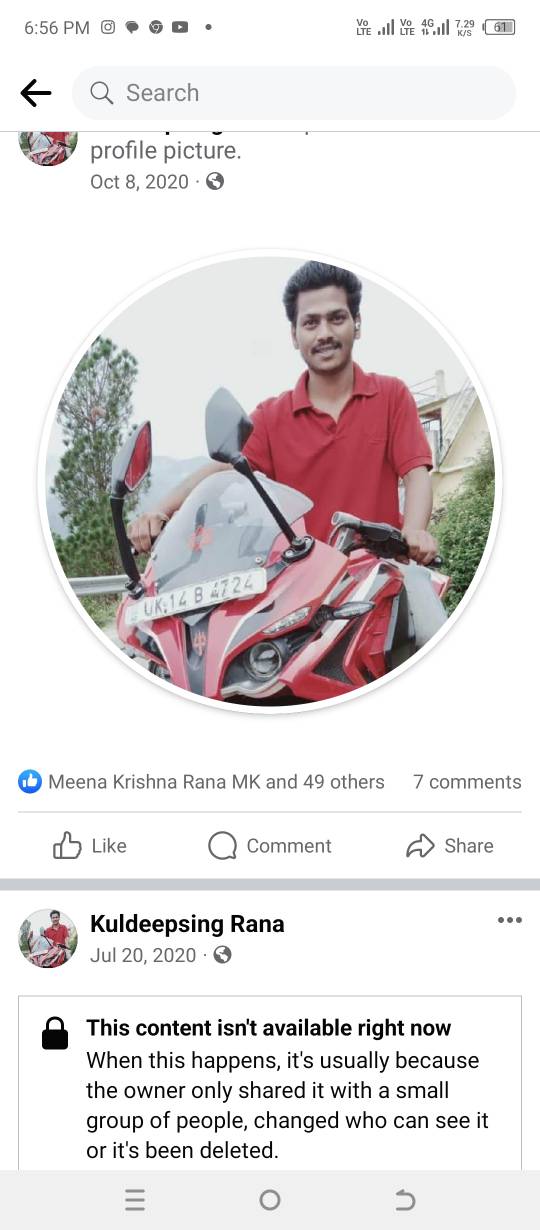 6:56 PM
Vo LTE Vo LTE 4G 7.29 K/S 61
Search
profile picture.
Oct 8, 2020 ·
UK14 B 4724
Meena Krishna Rana MK and 49 others 7 comments
Like Comment Share
Kuldeepsing Rana
Jul 20, 2020 ·
This content isn't available right now
When this happens, it's usually because
the owner only shared it with a small
group of people, changed who can see it
or it's been deleted.